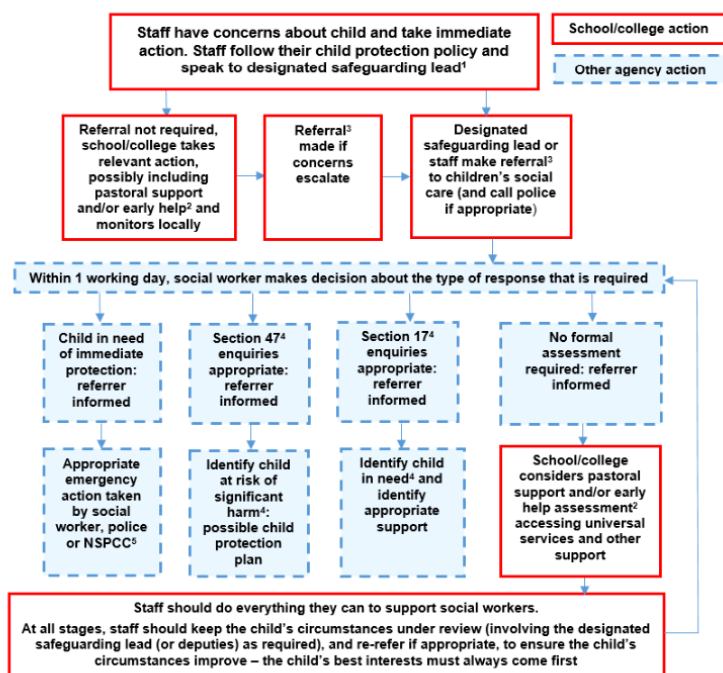 Staff have concerns about child and take immediate
action. Staff follow their child protection policy and
speak to designated safeguarding lead¹
School/college action
Other agency action
Referral not required,
school/college takes
relevant action,
possibly including
pastoral support
and/or early help² and
monitors locally
Referral³
made if
concerns
escalate
Designated
safeguarding lead or
staff make referral³
to children's social
care (and call police
if appropriate)
Within 1 working day, social worker makes decision about the type of response that is required
Child in need
of immediate
protection:
referrer
informed
Section 47⁴
enquiries
appropriate:
referrer
informed
Section 17⁴
enquiries
appropriate:
referrer
informed
No formal
assessment
required: referrer
informed
Appropriate
emergency
action taken
by social
worker, police
or NSPCC⁵
Identify child
at risk of
significant
harm⁴:
possible child
protection
plan
Identify child
in need⁴ and
identify
appropriate
support
School/college
considers pastoral
support and/or early
help assessment²
accessing universal
services and other
support
Staff should do everything they can to support social workers.
At all stages, staff should keep the child's circumstances under review (involving the designated
safeguarding lead (or deputies) as required), and re-refer if appropriate, to ensure the child's
circumstances improve – the child's best interests must always come first